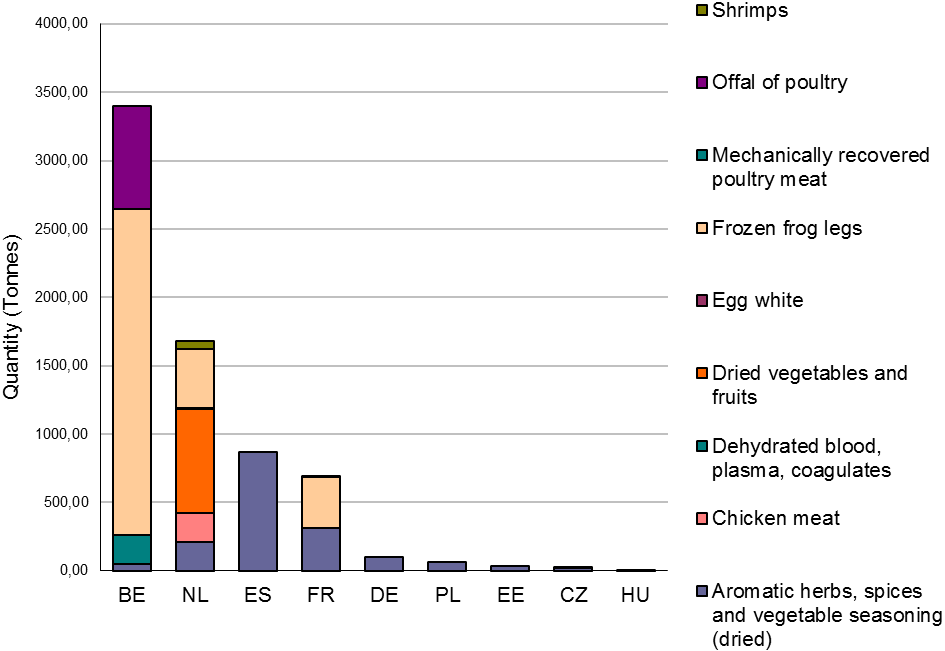 4000,00
3500,00
3000,00
2500,00
2000,00
1500,00
1000,00
500,00
0,00
Quantity (Tonnes)
BE NL ES FR DE PL EE CZ HU
Shrimps
Offal of poultry
Mechanically recovered
poultry meat
Frozen frog legs
Egg white
Dried vegetables and
fruits
Dehydrated blood,
plasma, coagulates
Chicken meat
Aromatic herbs, spices
and vegetable seasoning
(dried)